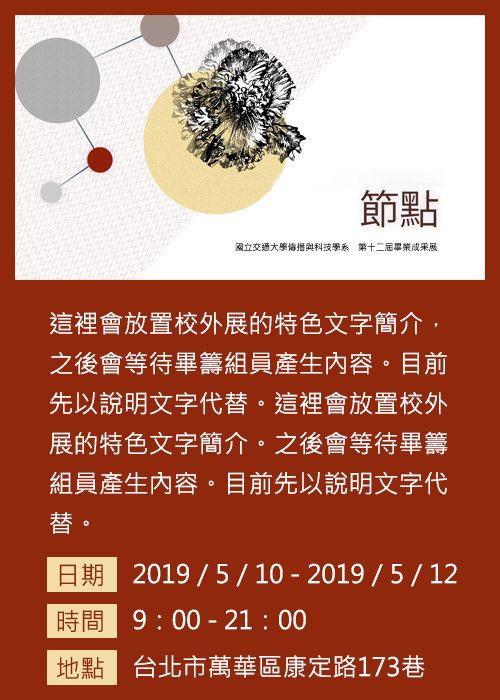 節點
國立交通大學傳播與科技學系 第十二屆畢業成果展
這裡會放置校外展的特色文字簡介，
之後會等待畢籌組員產生內容。目前
先以說明文字代替。這裡會放置校外
展的特色文字簡介。之後會等待畢籌
組員產生內容。目前先以說明文字代
替。
日期 2019 / 5 / 10 - 2019 / 5 / 12
時間 9：00 - 21：00
地點 台北市萬華區康定路173巷